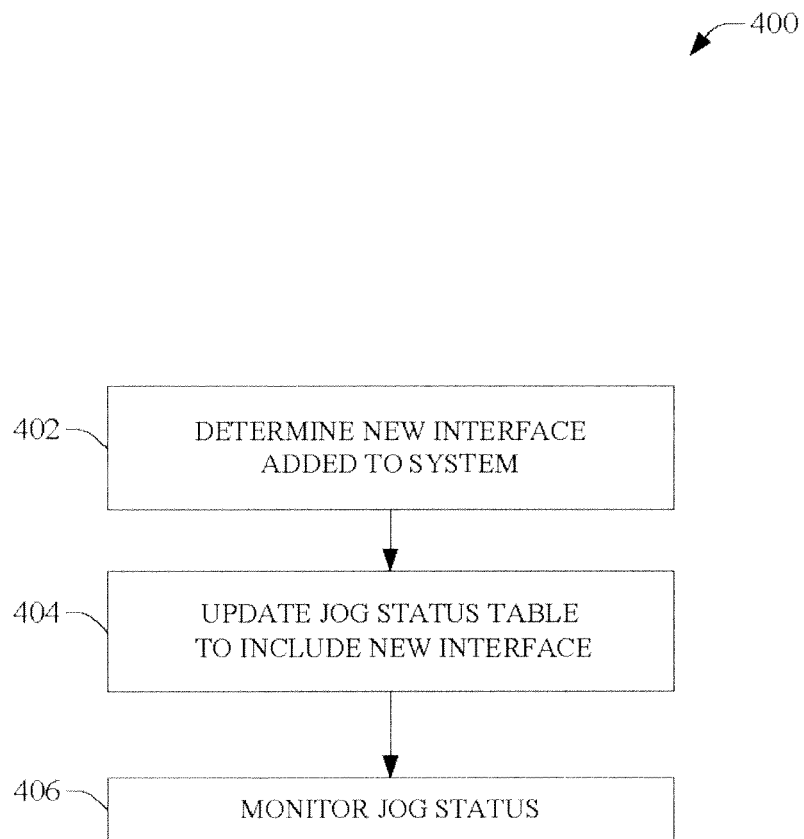 400
402
DETERMINE NEW INTERFACE
ADDED TO SYSTEM
404
UPDATE JOG STATUS TABLE
TO INCLUDE NEW INTERFACE
406
MONITOR JOG STATUS